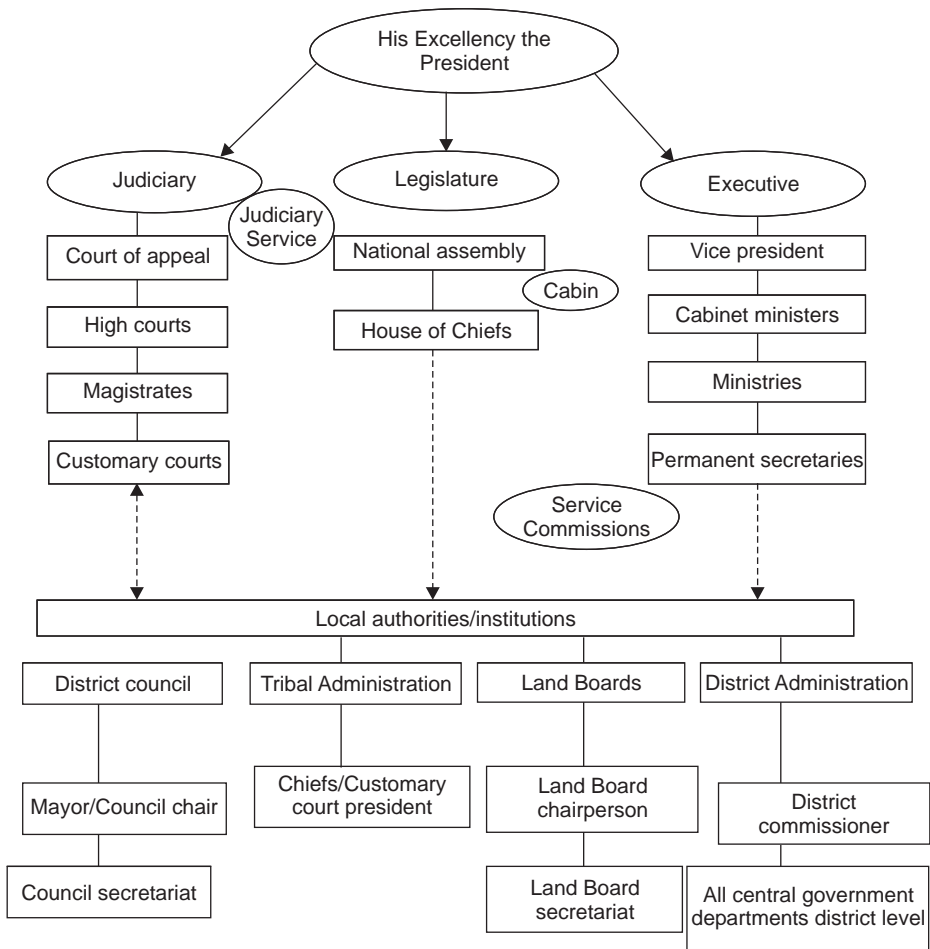 His Excellency the
President
Judiciary
Legislature
Executive
Judiciary
Service
Court of appeal
National assembly
Vice president
Cabin
High courts
House of Chiefs
Cabinet ministers
Magistrates
Ministries
Customary courts
Permanent secretaries
Service
Commissions
Local authorities/institutions
District council
Tribal Administration
Land Boards
District Administration
Mayor/Council chair
Chiefs/Customary
court president
Land Board
chairperson
District
commissioner
Council secretariat
Land Board
secretariat
All central government
departments district level